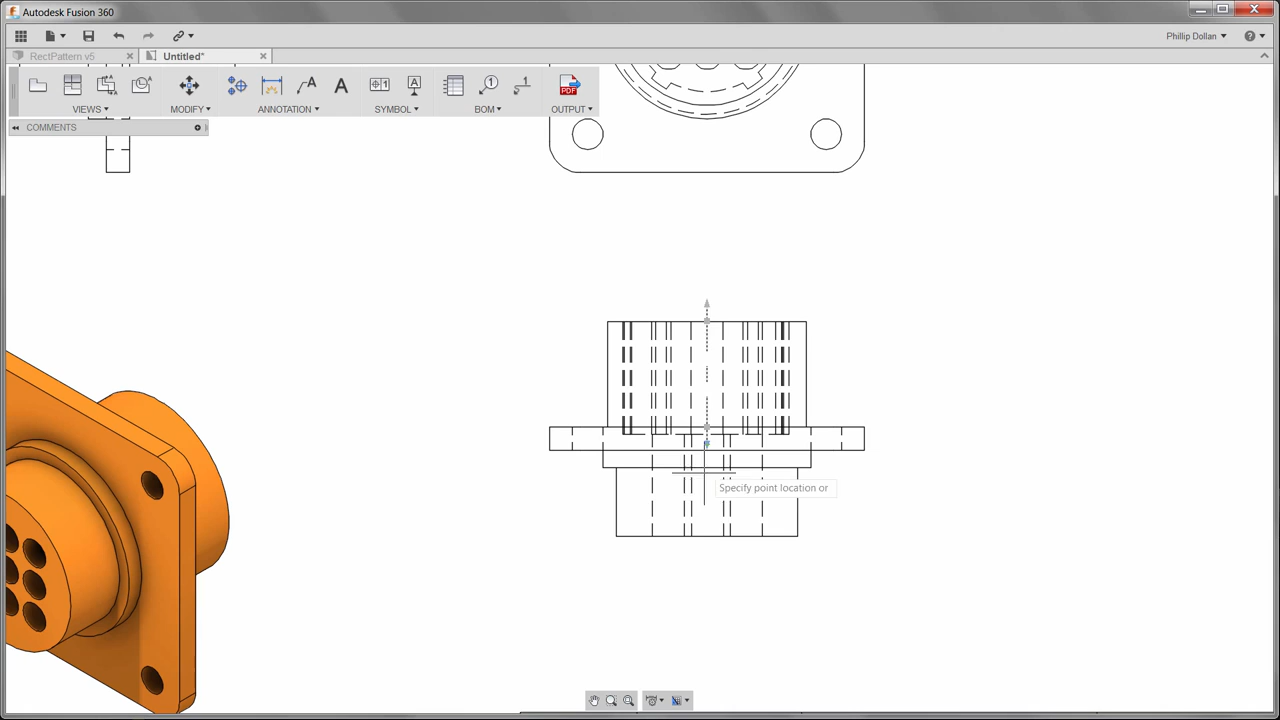 Autodesk Fusion 360
Phillip Dollan
RectPattern v5
Untitled*
VIEWS
MODIFY
ANNOTATION
SYMBOL
BOM
OUTPUT
PDF
COMMENTS
Specify point location or